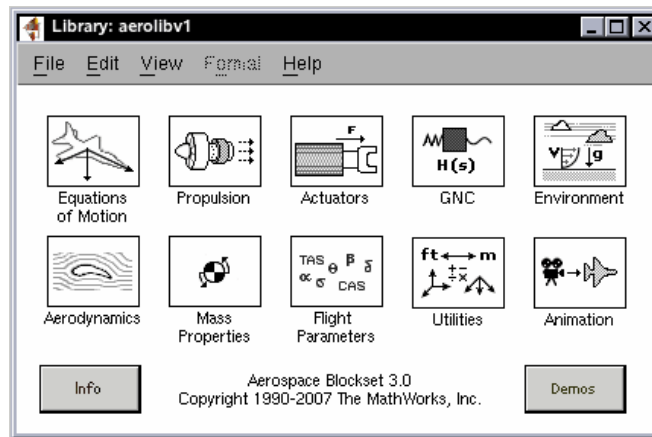 Library: aerolibv1
File Edit View Format Help
F
H(s)
V g
Equations
of Motion
Propulsion
Actuators
GNC
Environment
TAS θ β δ
α σ CAS
ft m
Aerodynamics
Mass
Properties
Flight
Parameters
Utilities
Animation
Info
Aerospace Blockset 3.0
Copyright 1990-2007 The MathWorks, Inc.
Demos